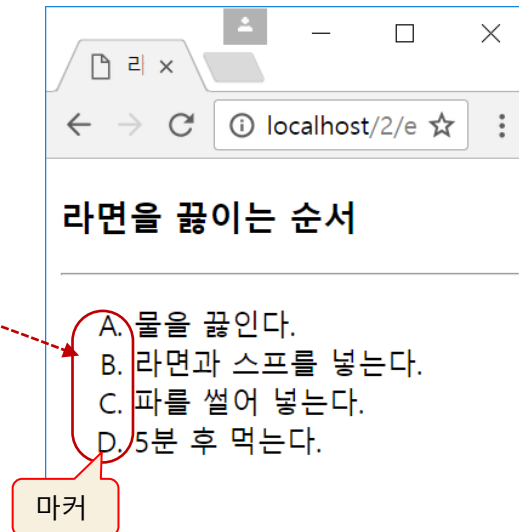 라
localhost/2/e
라면을 끓이는 순서
A. 물을 끓인다.
B. 라면과 스프를 넣는다.
C. 파를 썰어 넣는다.
D. 5분 후 먹는다.
마커